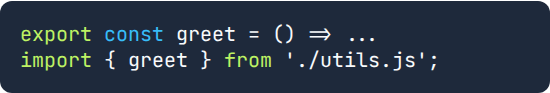 export const greet = () => ...
import { greet } from './utils.js';